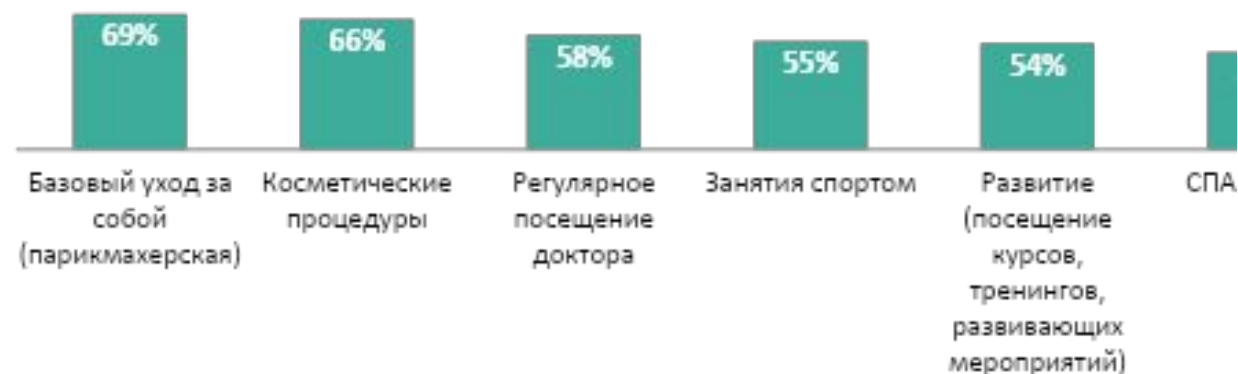 69%
66%
58%
55%
54%
Базовый уход за
собой
(парикмахерская)
Косметические
процедуры
Регулярное
посещение
доктора
Занятия спортом
Развитие
(посещение
курсов,
тренингов,
развивающих
мероприятий)
СПА